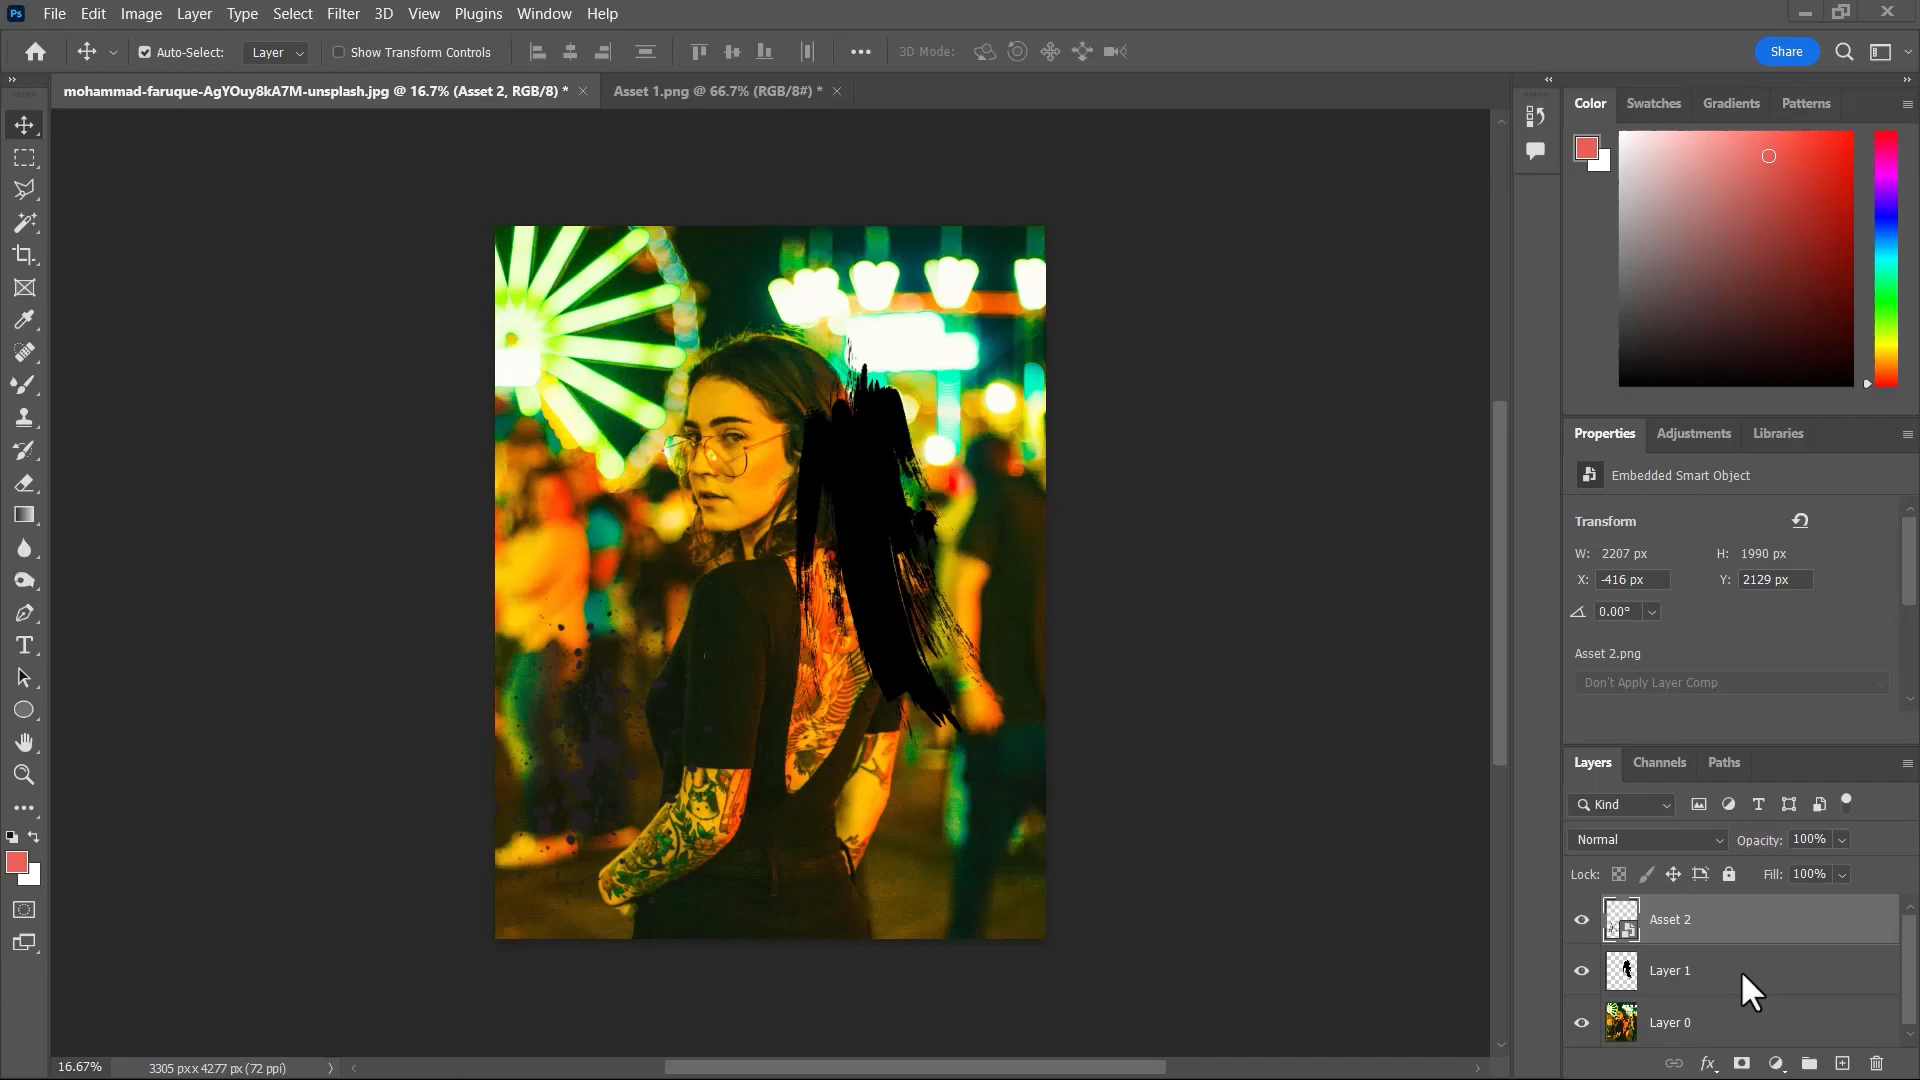 Ps File Edit Image Layer Type Select Filter 3D View Plugins Window Help
Auto-Select: Layer Show Transform Controls 3D Mode: Share
mohammad-faruque-AgYOuy8kA7M-unsplash.jpg @ 16.7% (Asset 2, RGB/8) * Asset 1.png @ 66.7% (RGB/8#) *
Color Swatches Gradients Patterns
Properties Adjustments Libraries
Embedded Smart Object
Transform
W: 2207 px H: 1990 px
X: -416 px Y: 2129 px
0.00°
Asset 2.png
Don't Apply Layer Comp
Layers Channels Paths
Kind
Normal Opacity: 100%
Lock: Fill: 100%
Asset 2
Layer 1
Layer 0
fx
16.67% 3305 px x 4277 px (72 ppi)